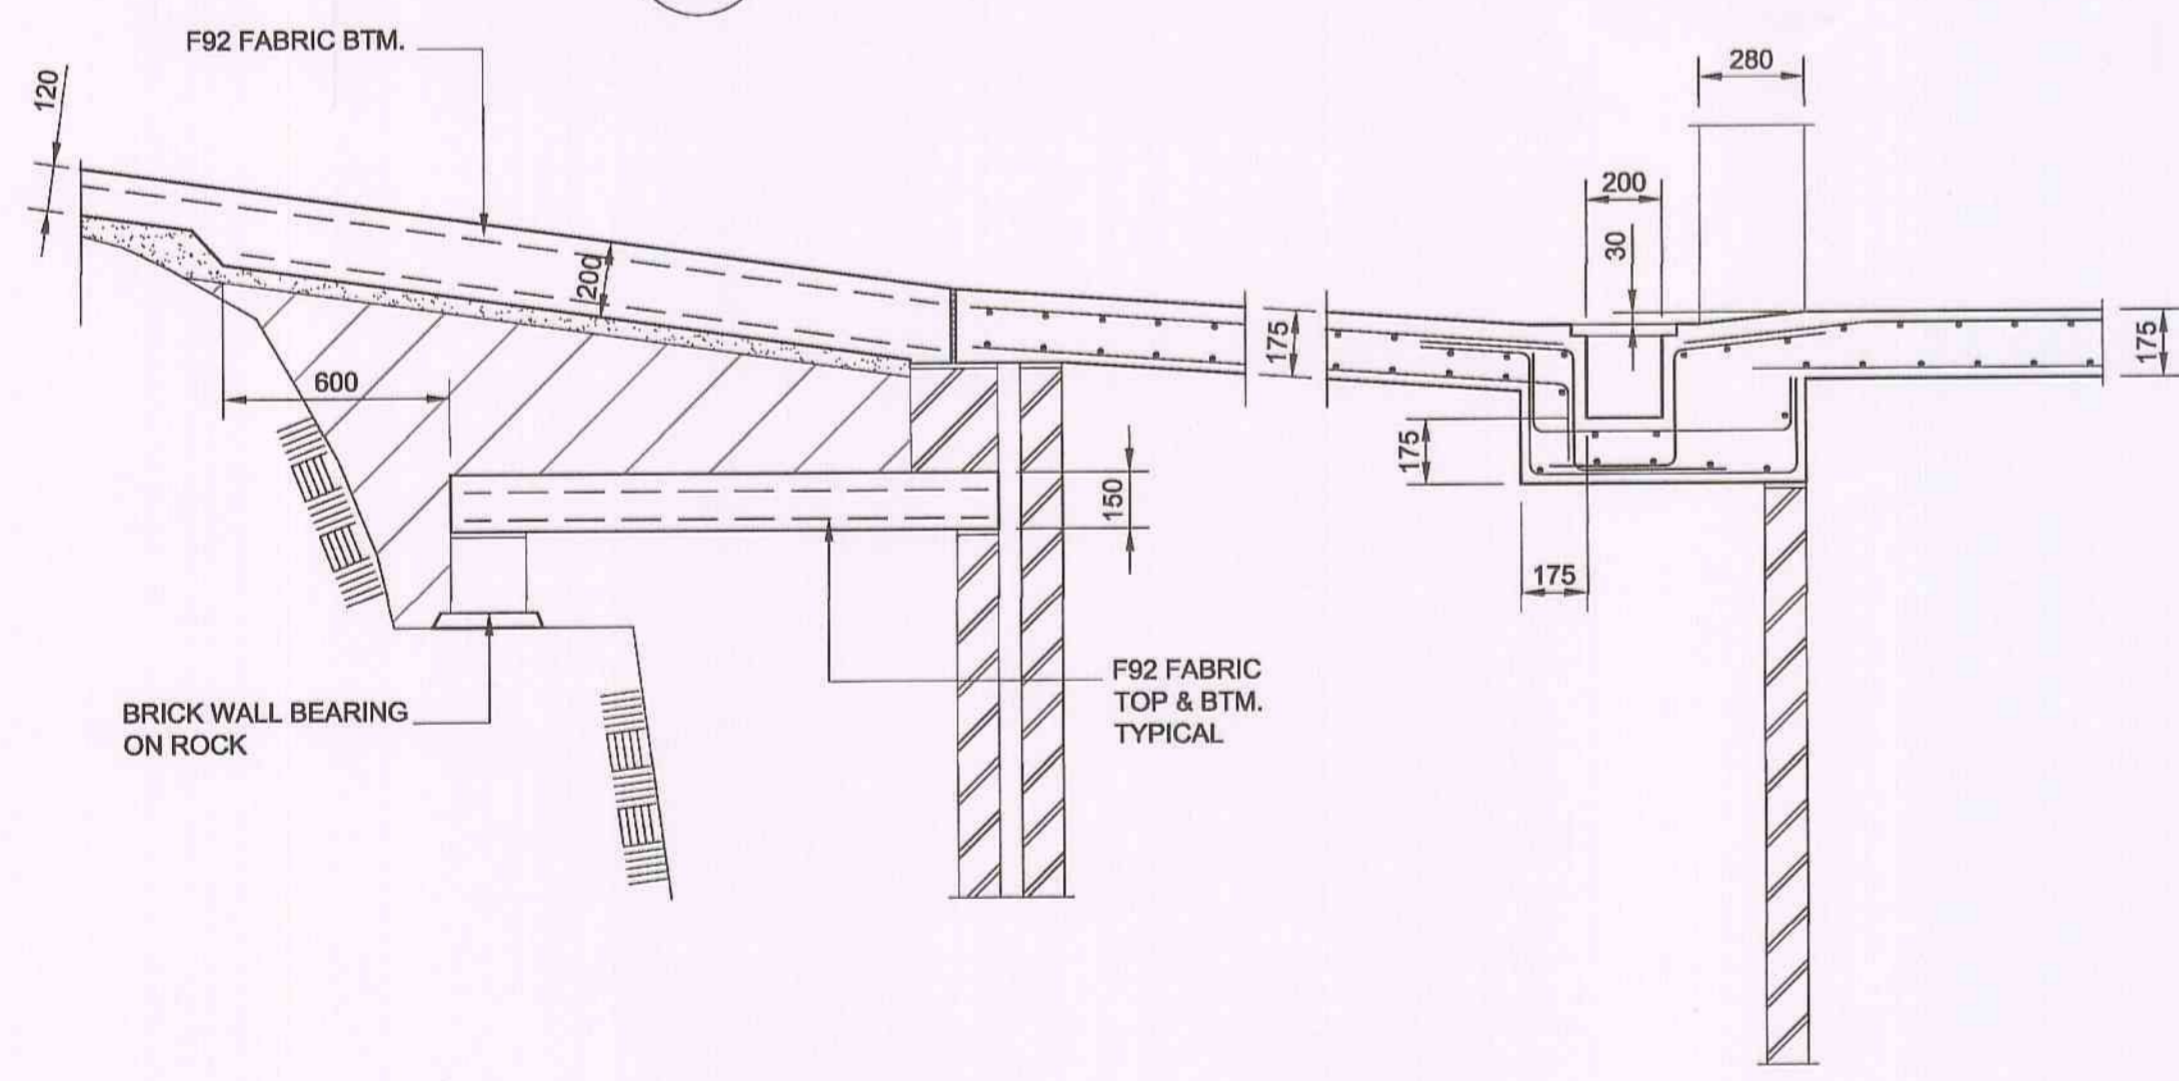 F92 FABRIC BTM.
120
280
200
30
200
175
175
600
175
150
175
F92 FABRIC
TOP & BTM.
TYPICAL
BRICK WALL BEARING
ON ROCK